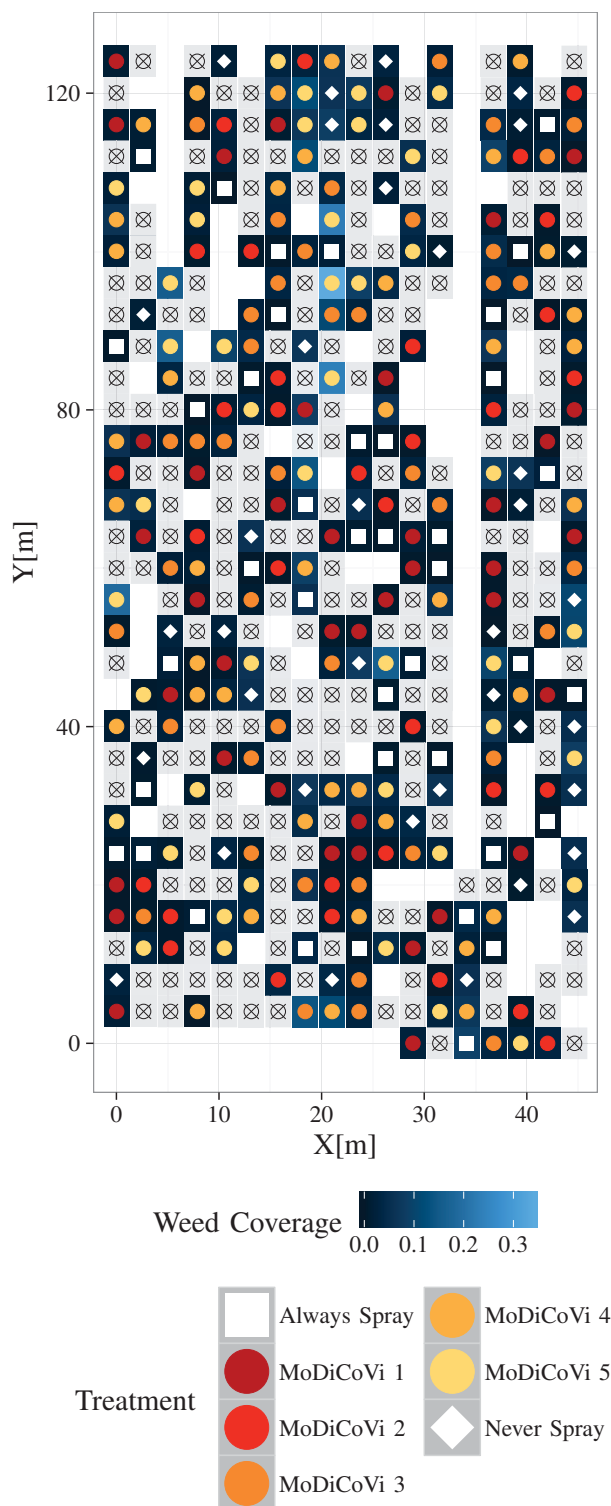 120
80
Y[m]
40
0
0 10 20 30 40
X[m]
Weed Coverage
0.0 0.1 0.2 0.3
Always Spray MoDiCoVi 4
MoDiCoVi 1 MoDiCoVi 5
Treatment
MoDiCoVi 2 Never Spray
MoDiCoVi 3